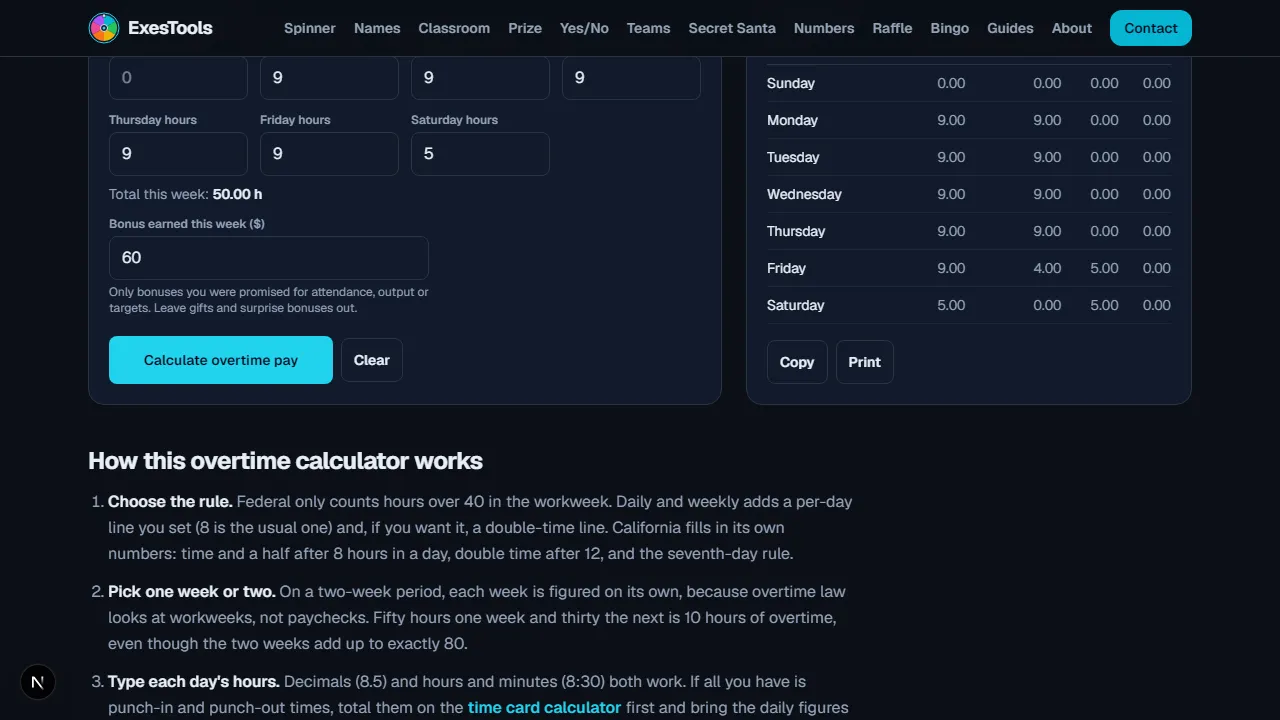 ExesTools
Spinner Names Classroom Prize Yes/No Teams Secret Santa Numbers Raffle Bingo Guides About Contact
0 9 9 9
Thursday hours Friday hours Saturday hours
9 9 5
Total this week: 50.00 h
Bonus earned this week ($)
60
Only bonuses you were promised for attendance, output or
targets. Leave gifts and surprise bonuses out.
Calculate overtime pay Clear
Sunday 0.00 0.00 0.00 0.00
Monday 9.00 9.00 0.00 0.00
Tuesday 9.00 9.00 0.00 0.00
Wednesday 9.00 9.00 0.00 0.00
Thursday 9.00 9.00 0.00 0.00
Friday 9.00 4.00 5.00 0.00
Saturday 5.00 0.00 5.00 0.00
Copy Print
How this overtime calculator works
1. Choose the rule. Federal only counts hours over 40 in the workweek. Daily and weekly adds a per-day
line you set (8 is the usual one) and, if you want it, a double-time line. California fills in its own
numbers: time and a half after 8 hours in a day, double time after 12, and the seventh-day rule.
2. Pick one week or two. On a two-week period, each week is figured on its own, because overtime law
looks at workweeks, not paychecks. Fifty hours one week and thirty the next is 10 hours of overtime,
even though the two weeks add up to exactly 80.
3. Type each day's hours. Decimals (8.5) and hours and minutes (8:30) both work. If all you have is
punch-in and punch-out times, total them on the time card calculator first and bring the daily figures
N